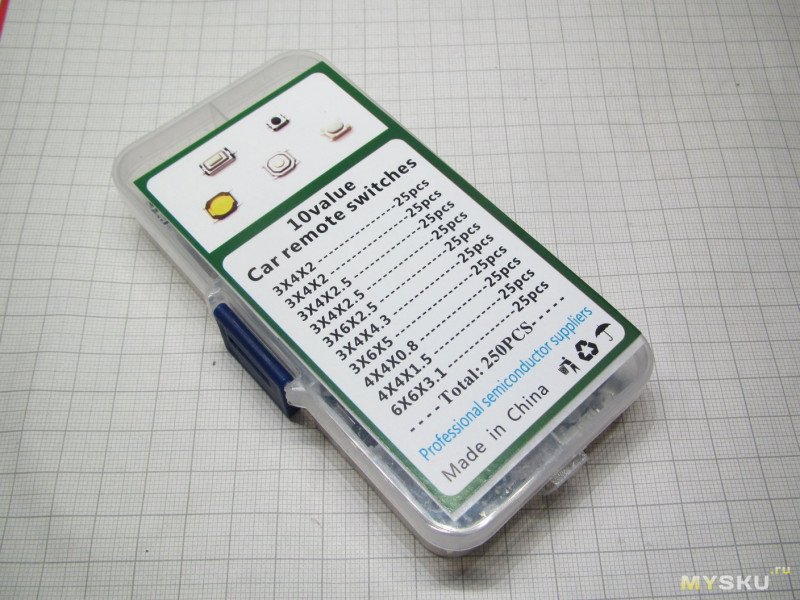 10value
Car remote switches
3X4X2 ---------------25pcs
3X4X2 ---------------25pcs
3X4X2.5 ---------------25pcs
3X4X2.5 ---------------25pcs
3X6X2.5 ---------------25pcs
3X4X4.3 ---------------25pcs
3X6X5 ---------------25pcs
4X4X0.8 ---------------25pcs
4X4X1.5 ---------------25pcs
6X6X3.1 ---------------25pcs
- - - - Total: 250PCS- - - - -
Professional semiconductor suppliers
Made in China
MYSKU.ru